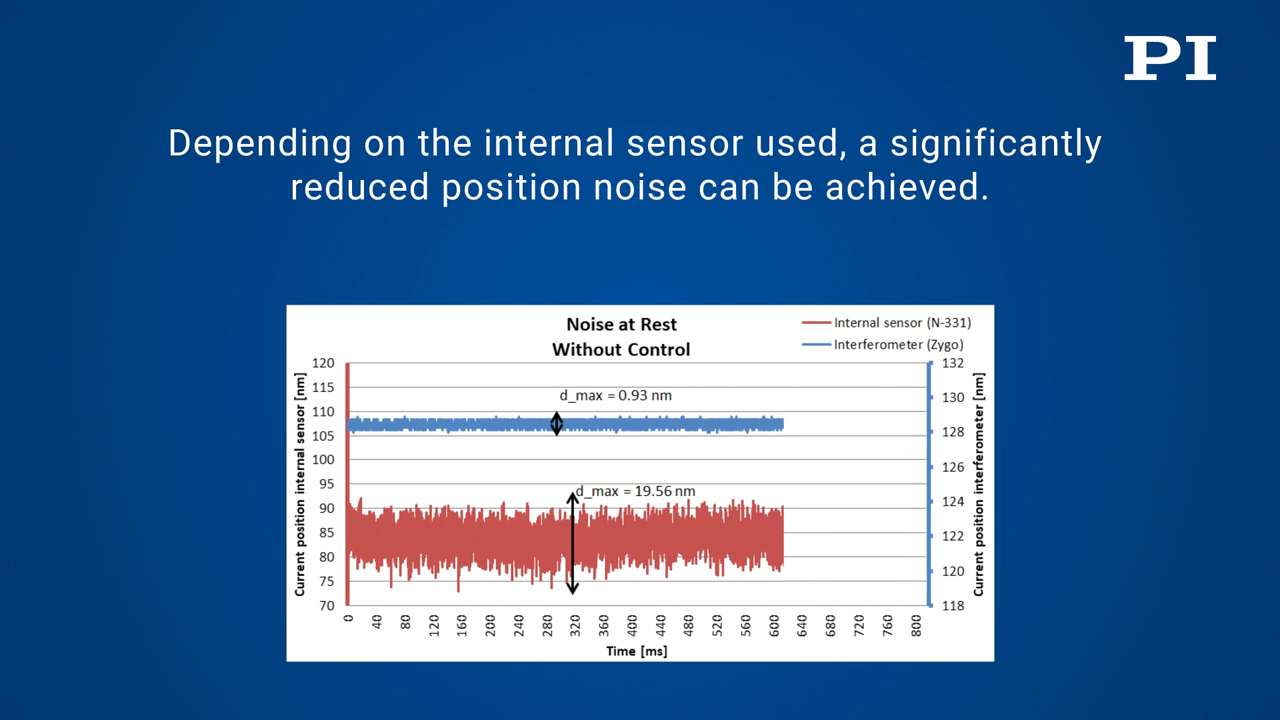 PI
Depending on the internal sensor used, a significantly
reduced position noise can be achieved.
Noise at Rest
Without Control
Internal sensor (N-331)
Interferometer (Zygo)
Current position internal sensor [nm]
120
115
110
105
100
95
90
85
80
75
70
d_max = 0.93 nm
d_max = 19.56 nm
132
130
128
126
124
122
120
118
Current position interferometer [nm]
0 40 80 120 160 200 240 280 320 360 400 440 480 520 560 600 640 680 720 760 800
Time [ms]